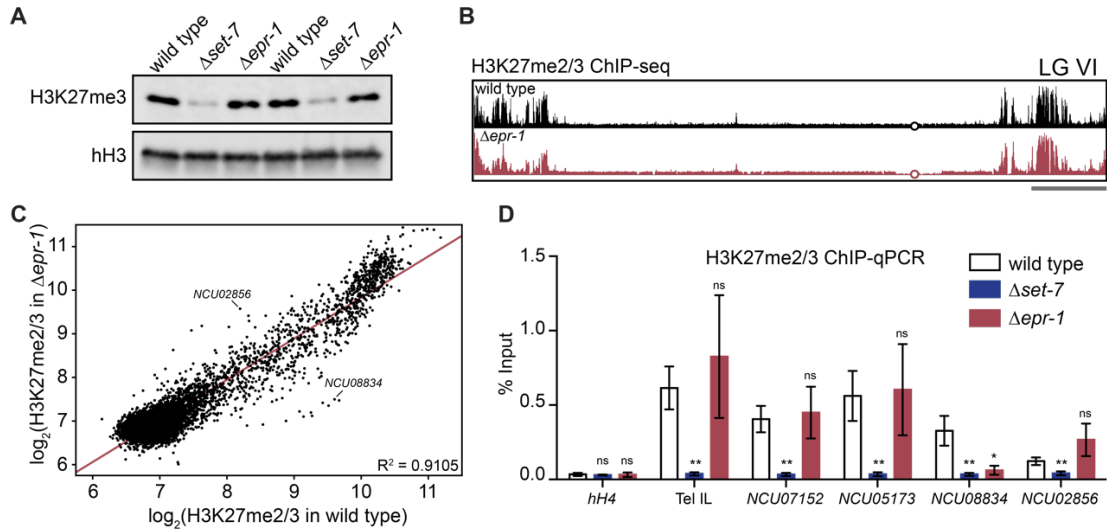 A
wild type
Δset-7
Δepr-1
wild type
Δset-7
Δepr-1
H3K27me3
hH3
B
H3K27me2/3 ChIP-seq
LG VI
wild type
Δepr-1
C
log2(H3K27me2/3 in Δepr-1)
11
10
9
8
7
6
NCU02856
NCU08834
R² = 0.9105
6
7
8
9
10
11
log2(H3K27me2/3 in wild type)
D
H3K27me2/3 ChIP-qPCR
wild type
Δset-7
Δepr-1
% Input
1.5
1.0
0.5
0.0
ns
ns
**
ns
**
ns
**
ns
**
*
**
ns
hH4
Tel IL
NCU07152
NCU05173
NCU08834
NCU02856